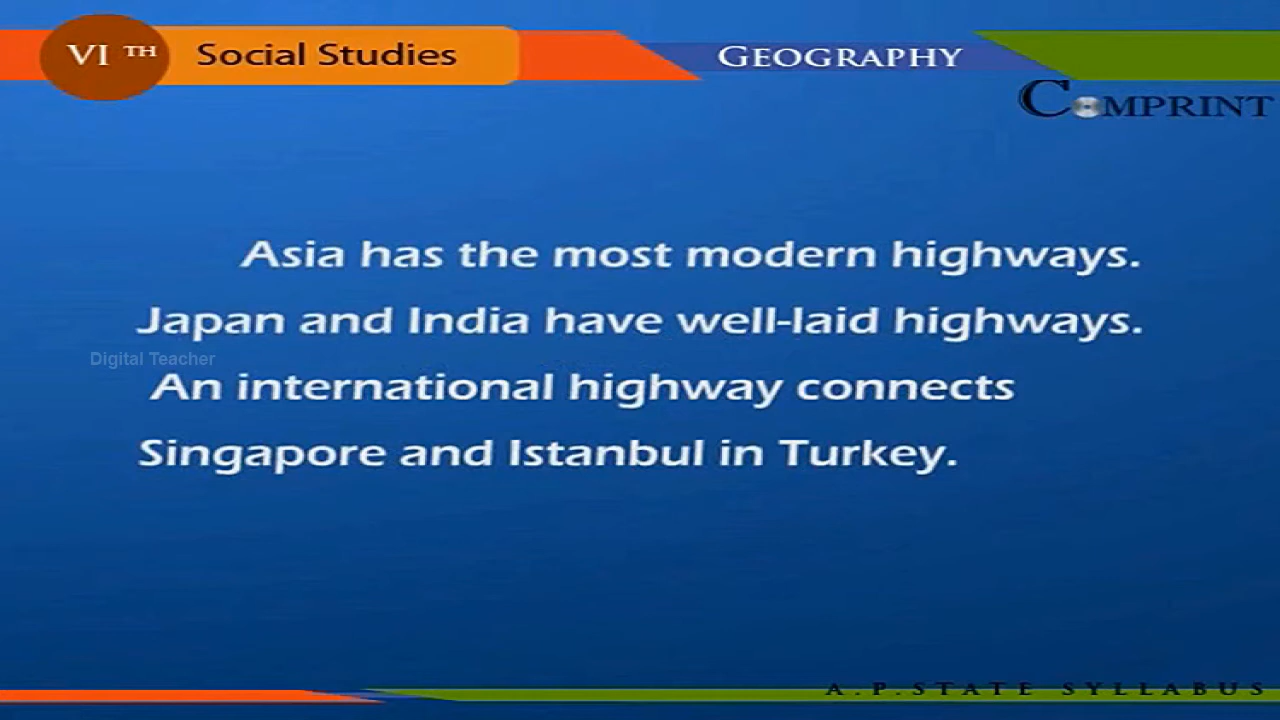 VI TH Social Studies GEOGRAPHY
COMPRINT
Asia has the most modern highways.
Japan and India have well-laid highways.
Digital Teacher
An international highway connects
Singapore and Istanbul in Turkey.
A.P.STATE SYLLABUS